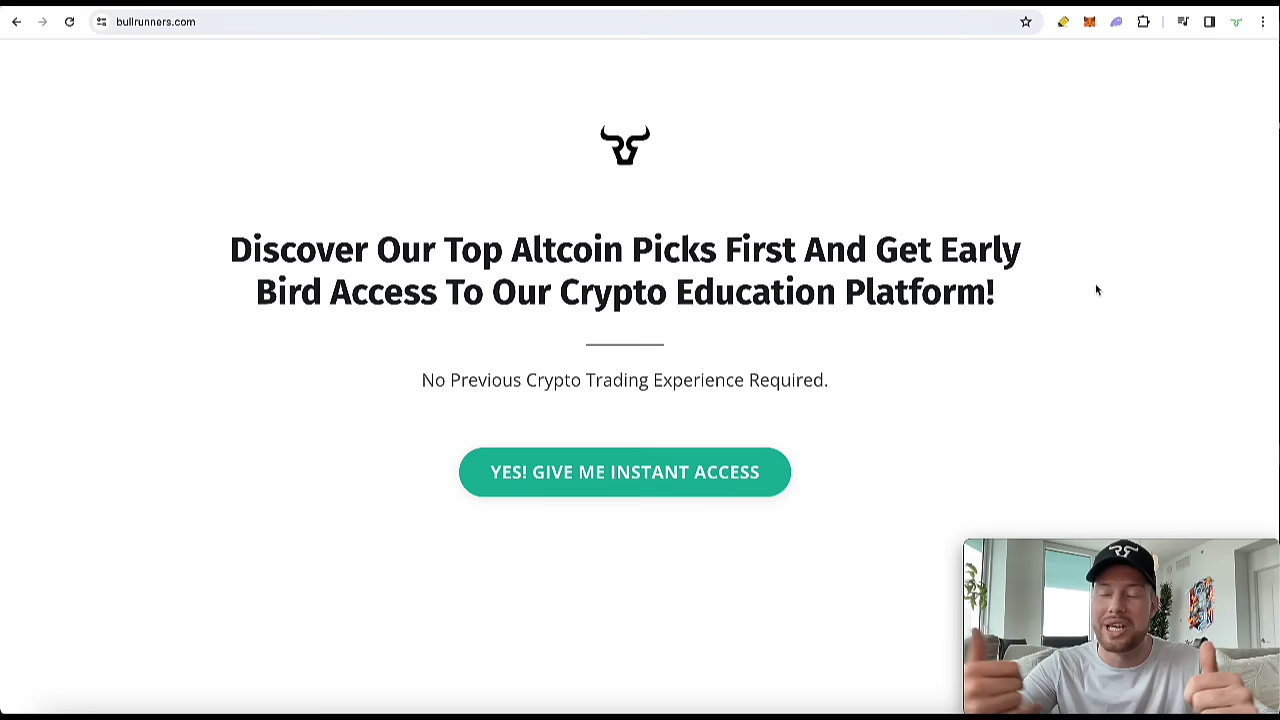 bullrunners.com
Discover Our Top Altcoin Picks First And Get Early
Bird Access To Our Crypto Education Platform!
No Previous Crypto Trading Experience Required.
YES! GIVE ME INSTANT ACCESS